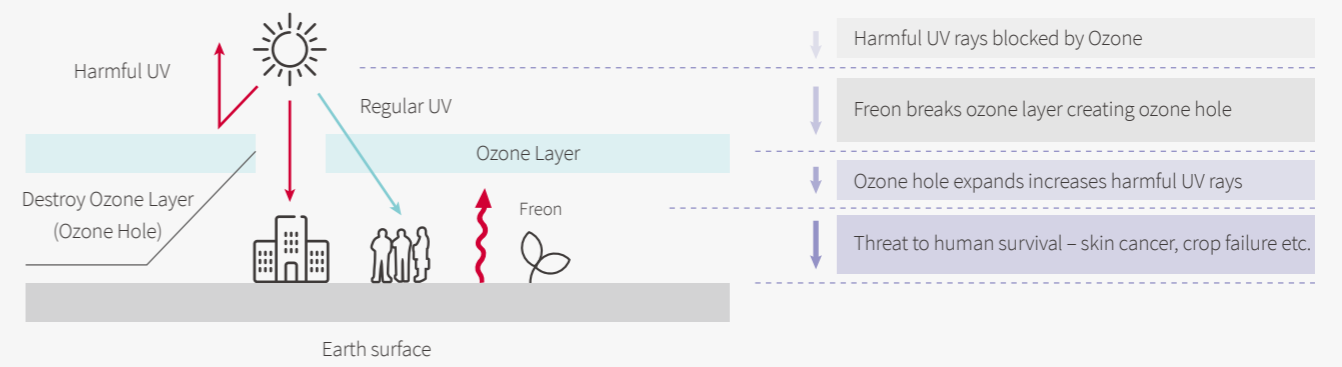 Harmful UV
Regular UV
Ozone Layer
Destroy Ozone Layer
(Ozone Hole)
Freon
Earth surface
Harmful UV rays blocked by Ozone
Freon breaks ozone layer creating ozone hole
Ozone hole expands increases harmful UV rays
Threat to human survival – skin cancer, crop failure etc.